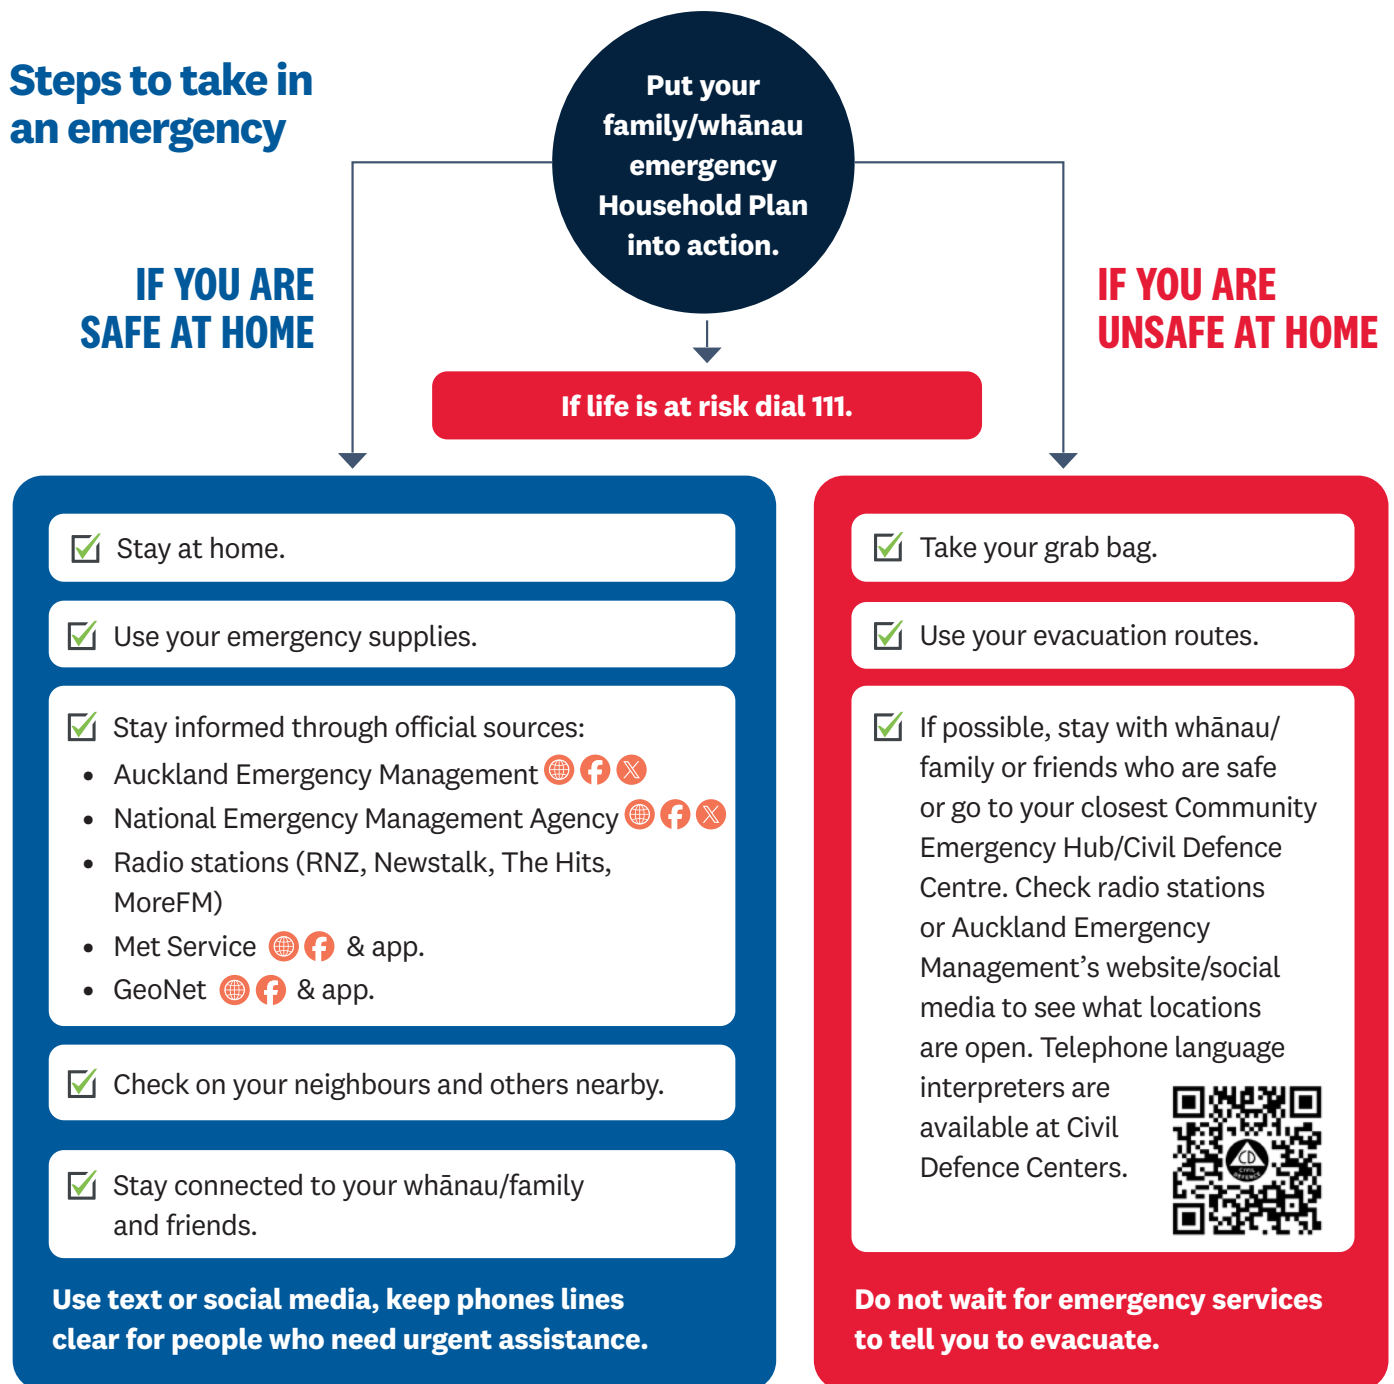 Steps to take in
an emergency
Put your
family/whānau
emergency
Household Plan
into action.
IF YOU ARE
SAFE AT HOME
IF YOU ARE
UNSAFE AT HOME
If life is at risk dial 111.
Stay at home.
Use your emergency supplies.
Stay informed through official sources:
• Auckland Emergency Management
• National Emergency Management Agency
• Radio stations (RNZ, Newstalk, The Hits,
MoreFM)
• Met Service & app.
• GeoNet & app.
Check on your neighbours and others nearby.
Stay connected to your whānau/family
and friends.
Use text or social media, keep phones lines
clear for people who need urgent assistance.
Take your grab bag.
Use your evacuation routes.
If possible, stay with whānau/
family or friends who are safe
or go to your closest Community
Emergency Hub/Civil Defence
Centre. Check radio stations
or Auckland Emergency
Management’s website/social
media to see what locations
are open. Telephone language
interpreters are
available at Civil
Defence Centers.
CD
CIVIL
DEFENCE
Do not wait for emergency services
to tell you to evacuate.